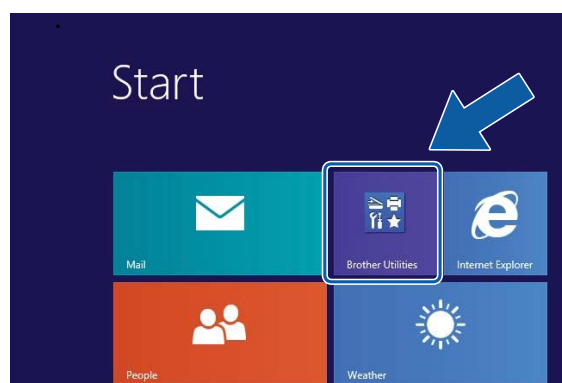 Start
Mail
Brother Utilities
Internet Explorer
People
Weather